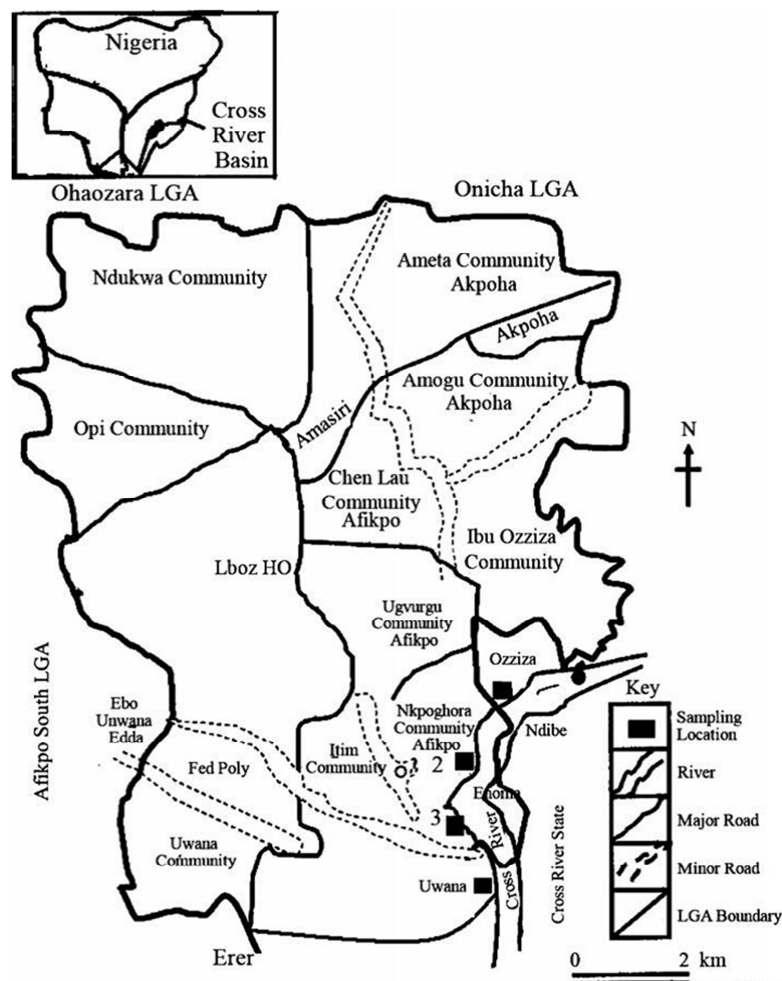 Nigeria
Cross
River
Basin
Ohaozara LGA
Onicha LGA
Ndukwa Community
Ameta Community
Akpoha
Akpoha
Amogu Community
Akpoha
Opi Community
Amasiri
N
Chen Lau
Community
Afikpo
Ibu Ozziza
Community
Lboz HO
Ugvurgu
Community
Afikpo
Ozziza
Key
Afikpo South LGA
Ebo
Unwana
Edda
Nkpoghora
Community
Afikpo
Ndibe
Sampling
Location
Fed Poly
Itim
Community
2
River
Enoma
3
River
Cross
Major Road
Cross River State
Uwana
Community
Uwana
Minor Road
LGA Boundary
Erer
0
2
km